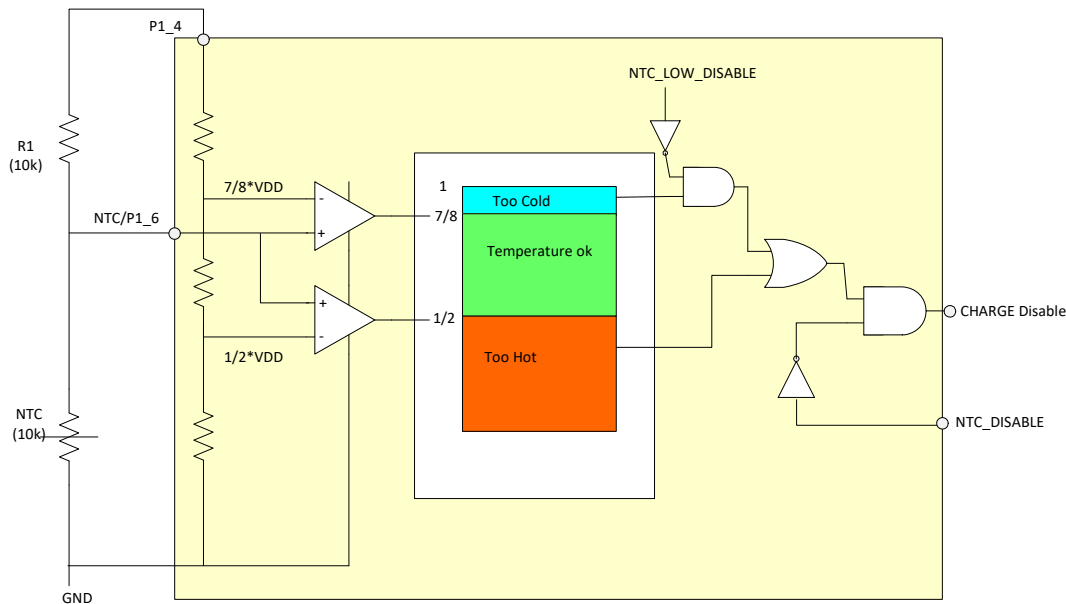 P1_4
NTC_LOW_DISABLE
R1
(10k)
7/8*VDD
-
1
Too Cold
7/8
NTC/P1_6
+
Temperature ok
+
1/2
CHARGE Disable
-
1/2*VDD
Too Hot
NTC
(10k)
NTC_DISABLE
GND